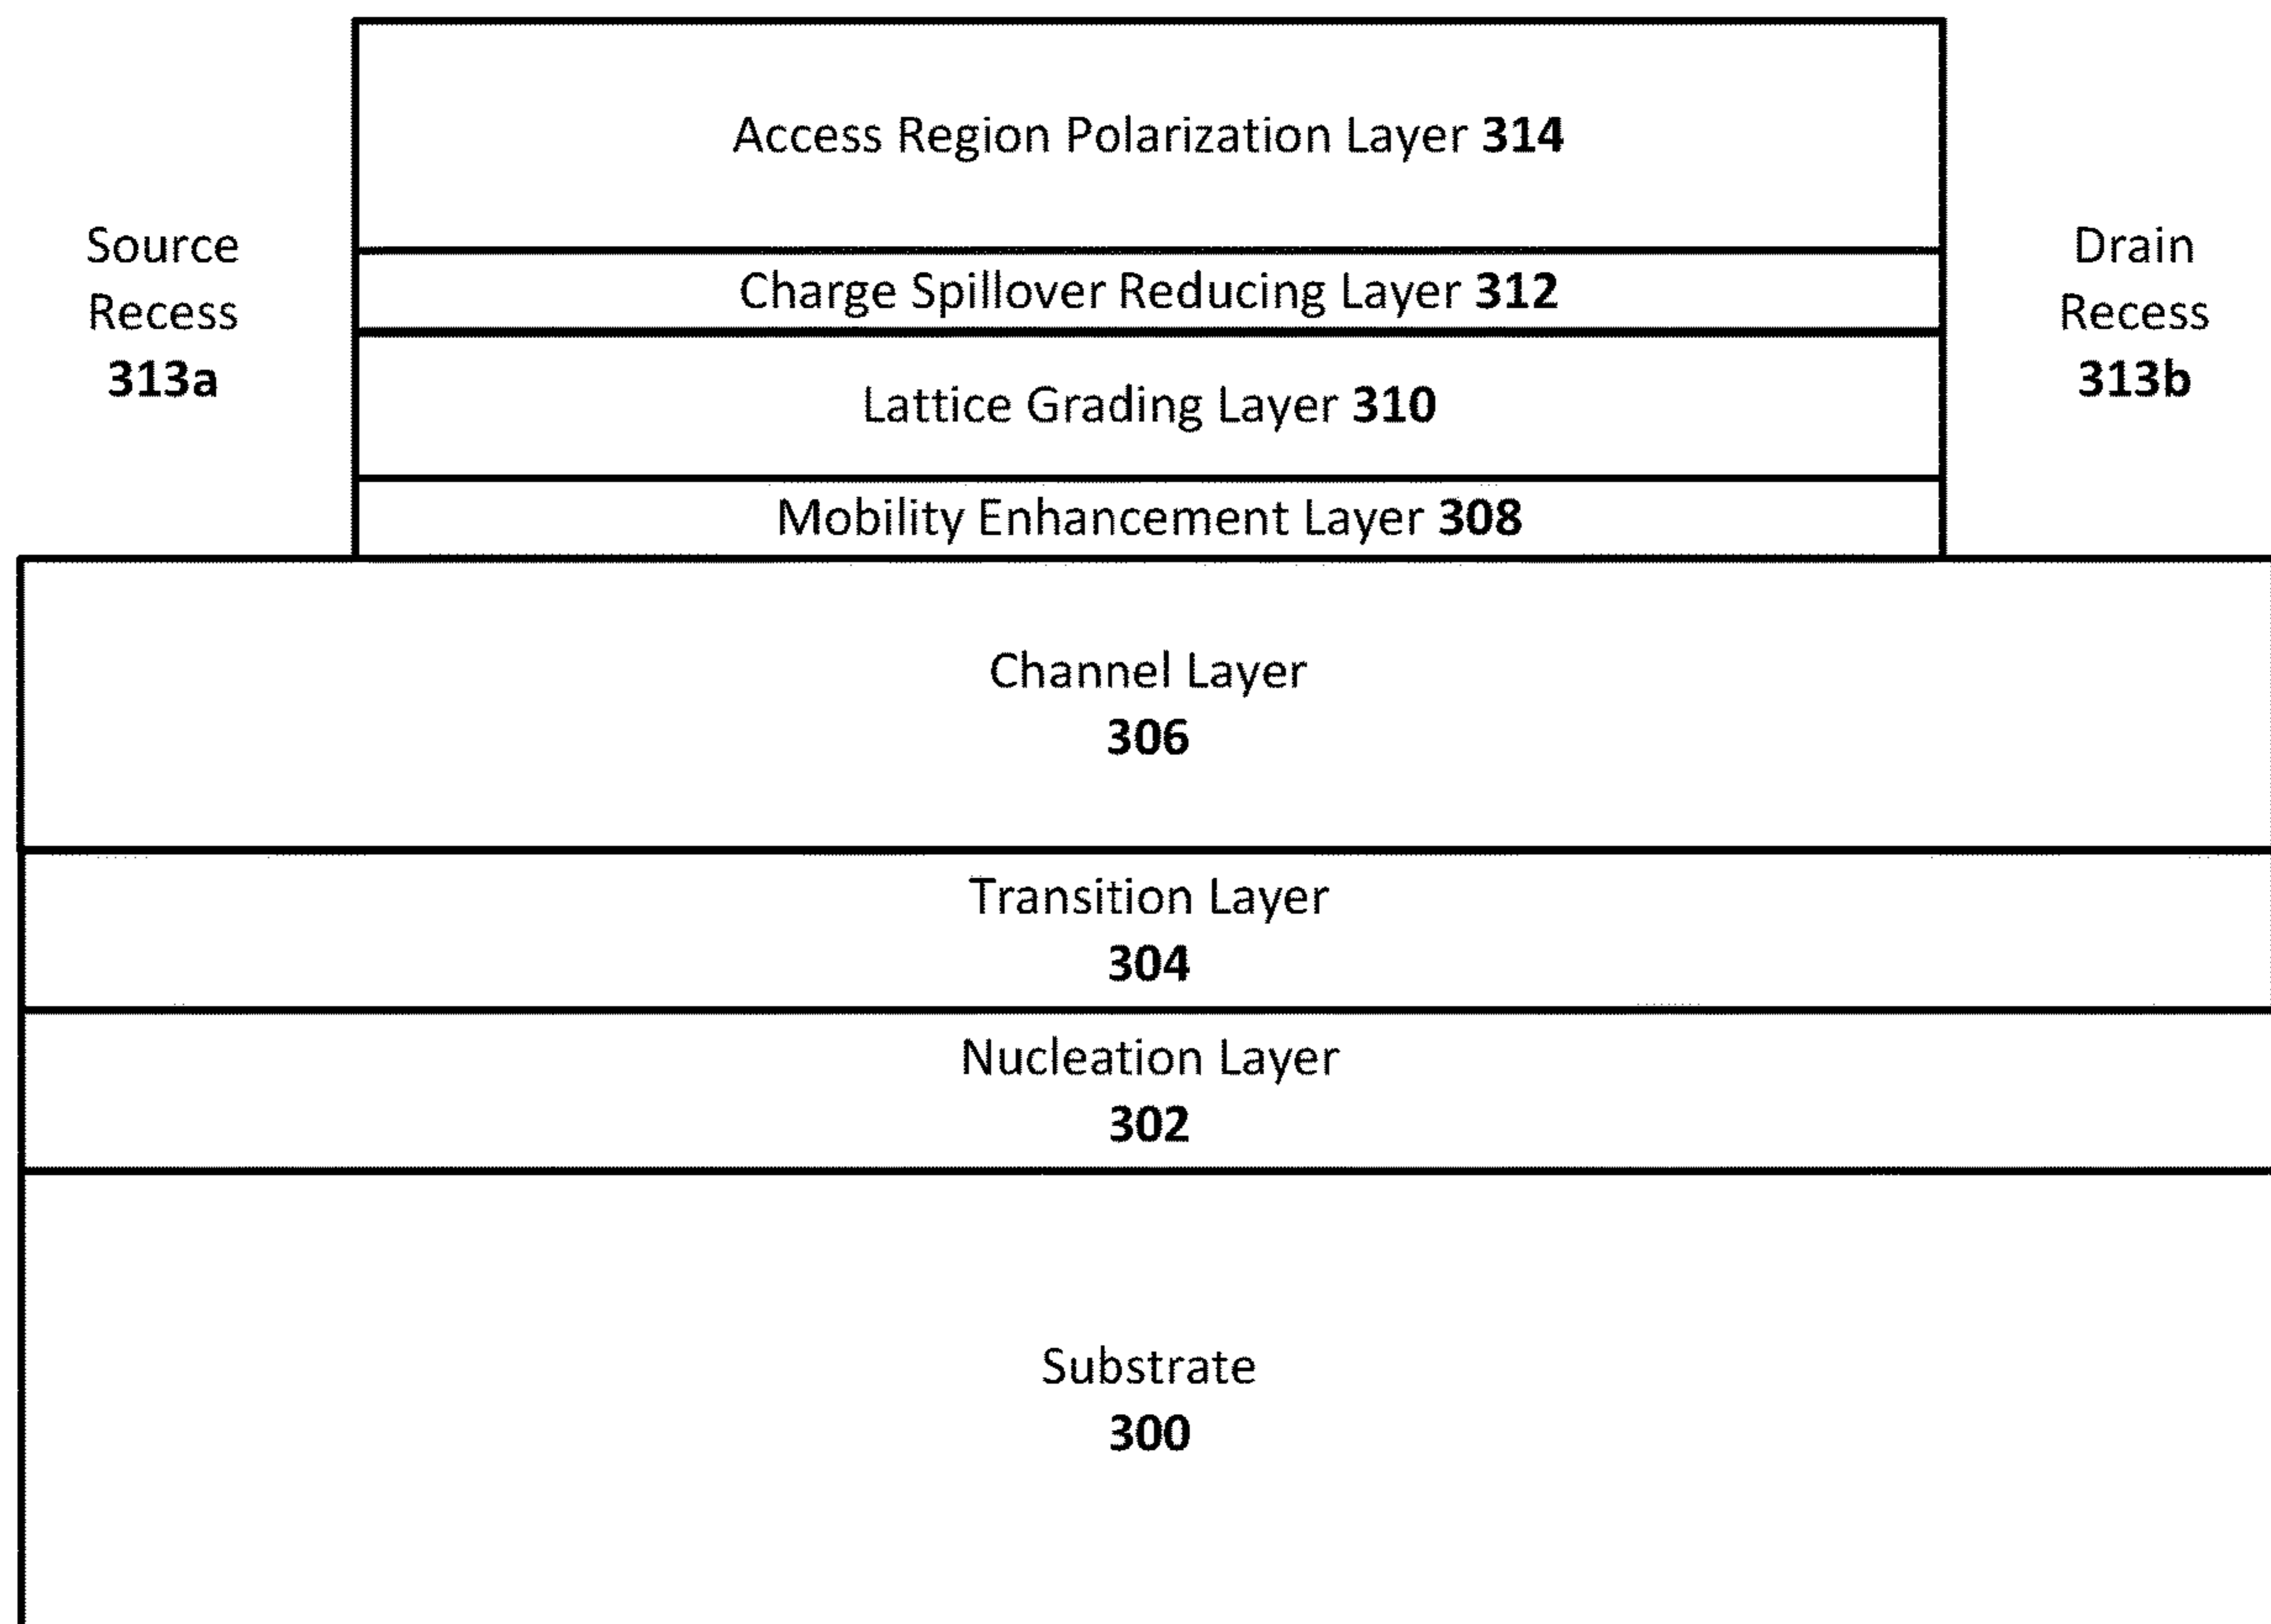 Access Region Polarization Layer 314
Source
Recess
313a
Charge Spillover Reducing Layer 312
Drain
Recess
313b
Lattice Grading Layer 310
Mobility Enhancement Layer 308
Channel Layer
306
Transition Layer
304
Nucleation Layer
302
Substrate
300